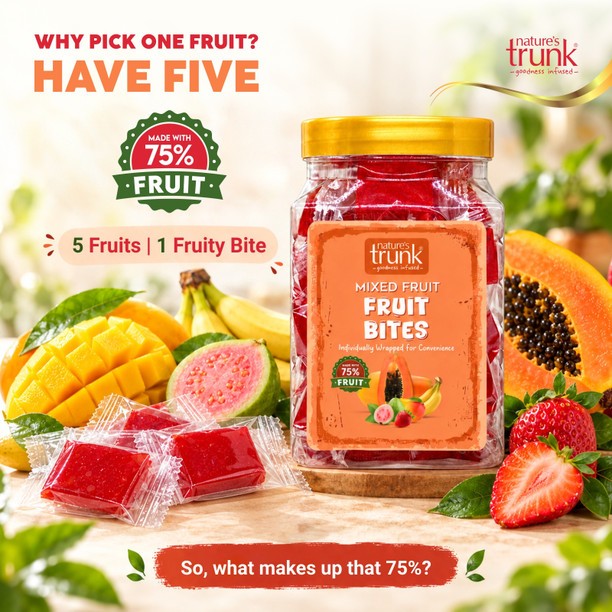 WHY PICK ONE FRUIT?
HAVE FIVE
nature's
trunk®
goodness infused
MADE WITH
75%
FRUIT
5 Fruits | 1 Fruity Bite
nature's
trunk®
goodness infused
MIXED FRUIT
FRUIT
BITES
Individually Wrapped for Convenience
MADE WITH
75%
FRUIT
So, what makes up that 75%?